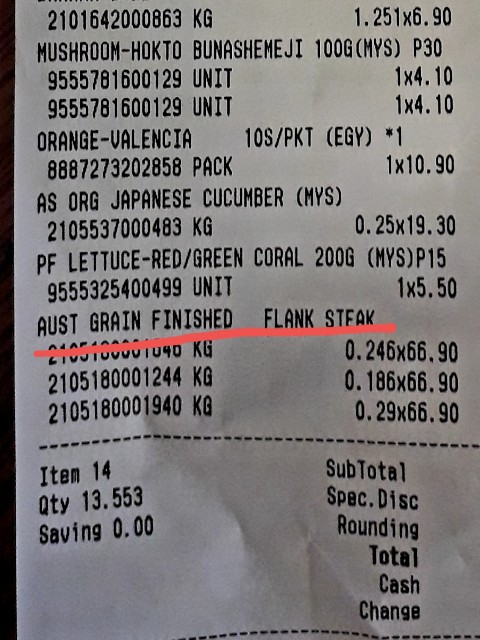 2101642000863 KG 1.251x6.90
MUSHROOM-HOKTO BUNASHEMEJI 100G(MYS) P30
9555781600129 UNIT 1x4.10
9555781600129 UNIT 1x4.10
ORANGE-VALENCIA 10S/PKT (EGY) *1
8887273202858 PACK 1x10.90
AS ORG JAPANESE CUCUMBER (MYS)
2105537000483 KG 0.25x19.30
PF LETTUCE-RED/GREEN CORAL 200G (MYS)P15
9555325400499 UNIT 1x5.50
AUST GRAIN FINISHED FLANK STEAK
KG 0.246x66.90
2105180001244 KG 0.186x66.90
2105180001940 KG 0.29x66.90
Item 14 SubTotal
Qty 13.553 Spec.Disc
Saving 0.00 Rounding
Total
Cash
Change